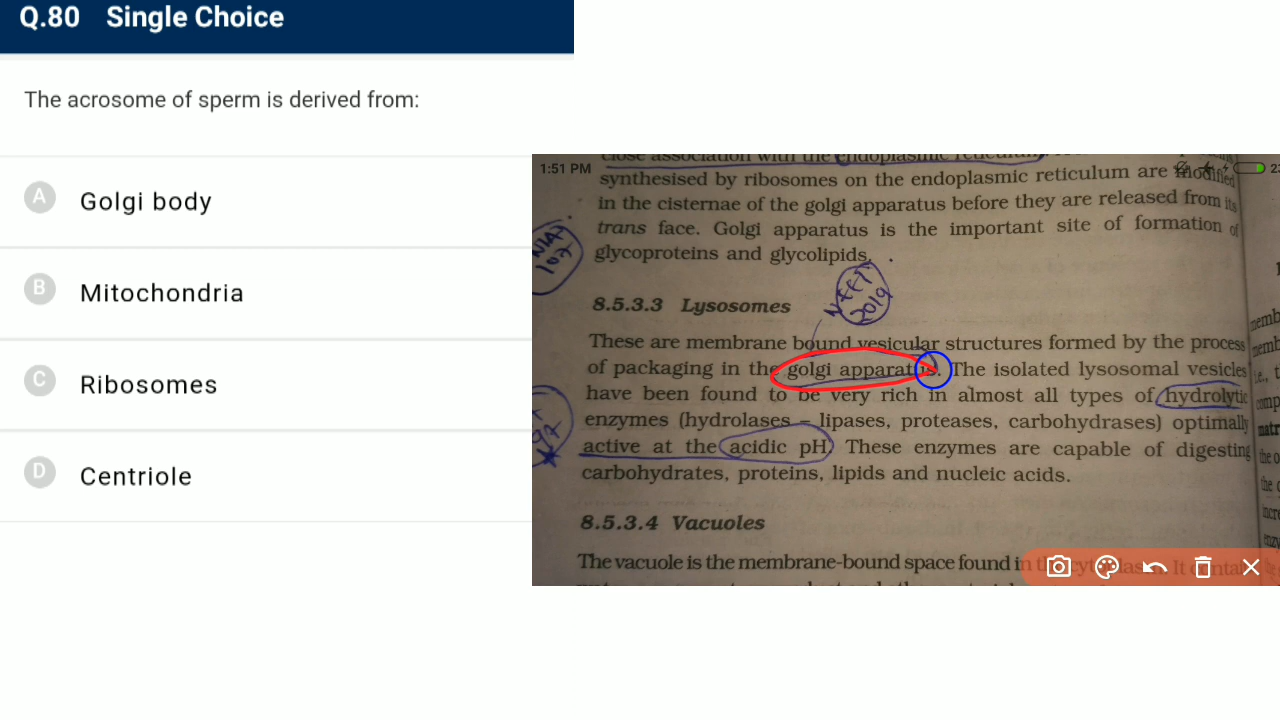 Q.80 Single Choice
The acrosome of sperm is derived from:
A Golgi body
B Mitochondria
C Ribosomes
D Centriole
1:51 PM
close association with the endoplasmic reticulum
synthesised by ribosomes on the endoplasmic reticulum are modified
in the cisternae of the golgi apparatus before they are released from its
trans face. Golgi apparatus is the important site of formation of
glycoproteins and glycolipids.
NEET
2019
8.5.3.3 Lysosomes
These are membrane bound vesicular structures formed by the process
of packaging in the golgi apparatus. The isolated lysosomal vesicles
have been found to be very rich in almost all types of hydrolytic
enzymes (hydrolases – lipases, proteases, carbohydrases) optimally
active at the acidic pH. These enzymes are capable of digesting
carbohydrates, proteins, lipids and nucleic acids.
8.5.3.4 Vacuoles
The vacuole is the membrane-bound space found in